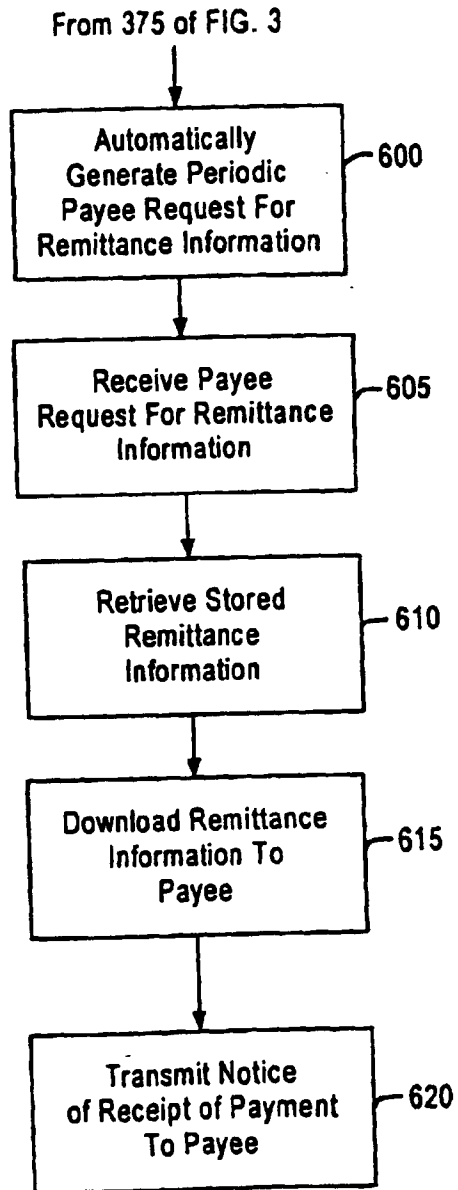 From 375 of FIG. 3
Automatically
Generate Periodic
Payee Request For
Remittance Information
600
Receive Payee
Request For Remittance
Information
605
Retrieve Stored
Remittance
Information
610
Download Remittance
Information To
Payee
615
Transmit Notice
of Receipt of Payment
To Payee
620